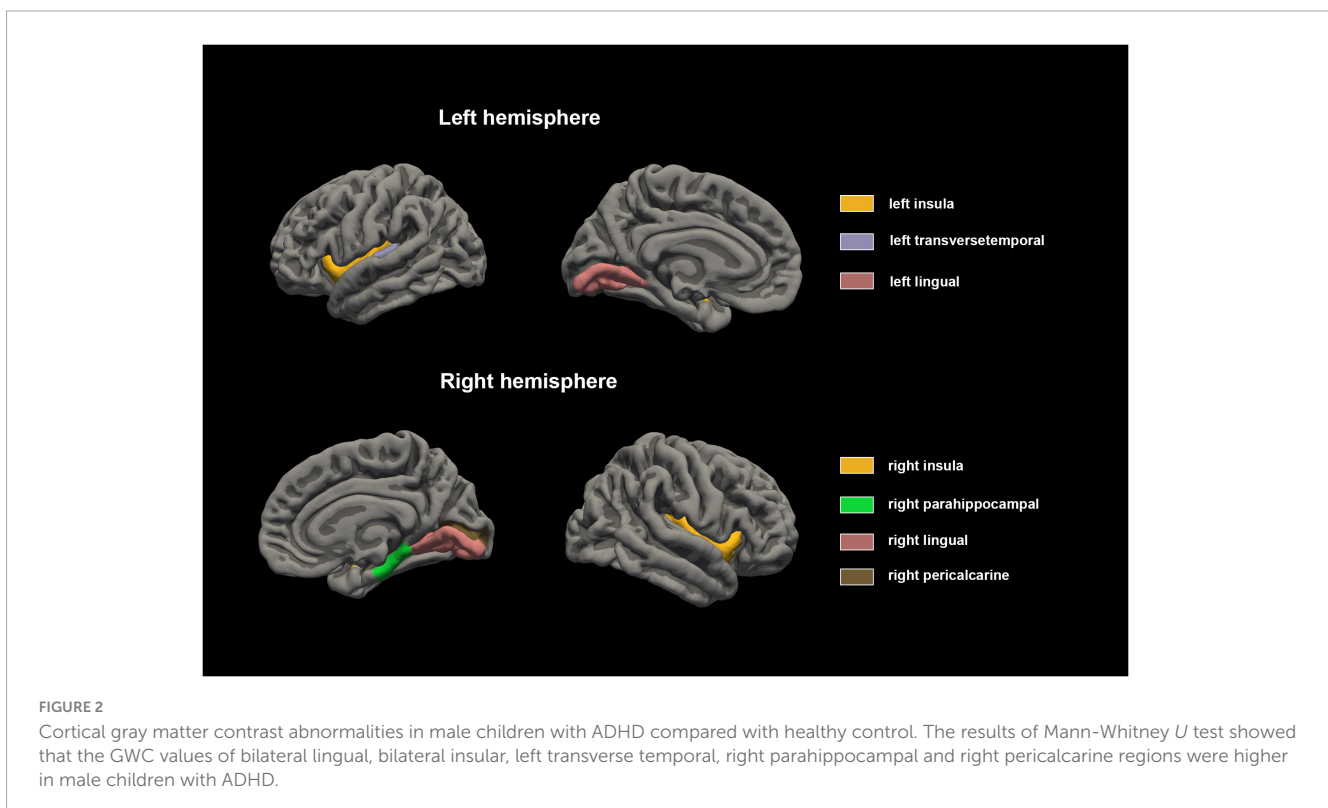 Left hemisphere
left insula
left transversetemporal
left lingual
Right hemisphere
right insula
right parahippocampal
right lingual
right pericalcarine
FIGURE 2
Cortical gray matter contrast abnormalities in male children with ADHD compared with healthy control. The results of Mann-Whitney U test showed
that the GWC values of bilateral lingual, bilateral insular, left transverse temporal, right parahippocampal and right pericalcarine regions were higher
in male children with ADHD.